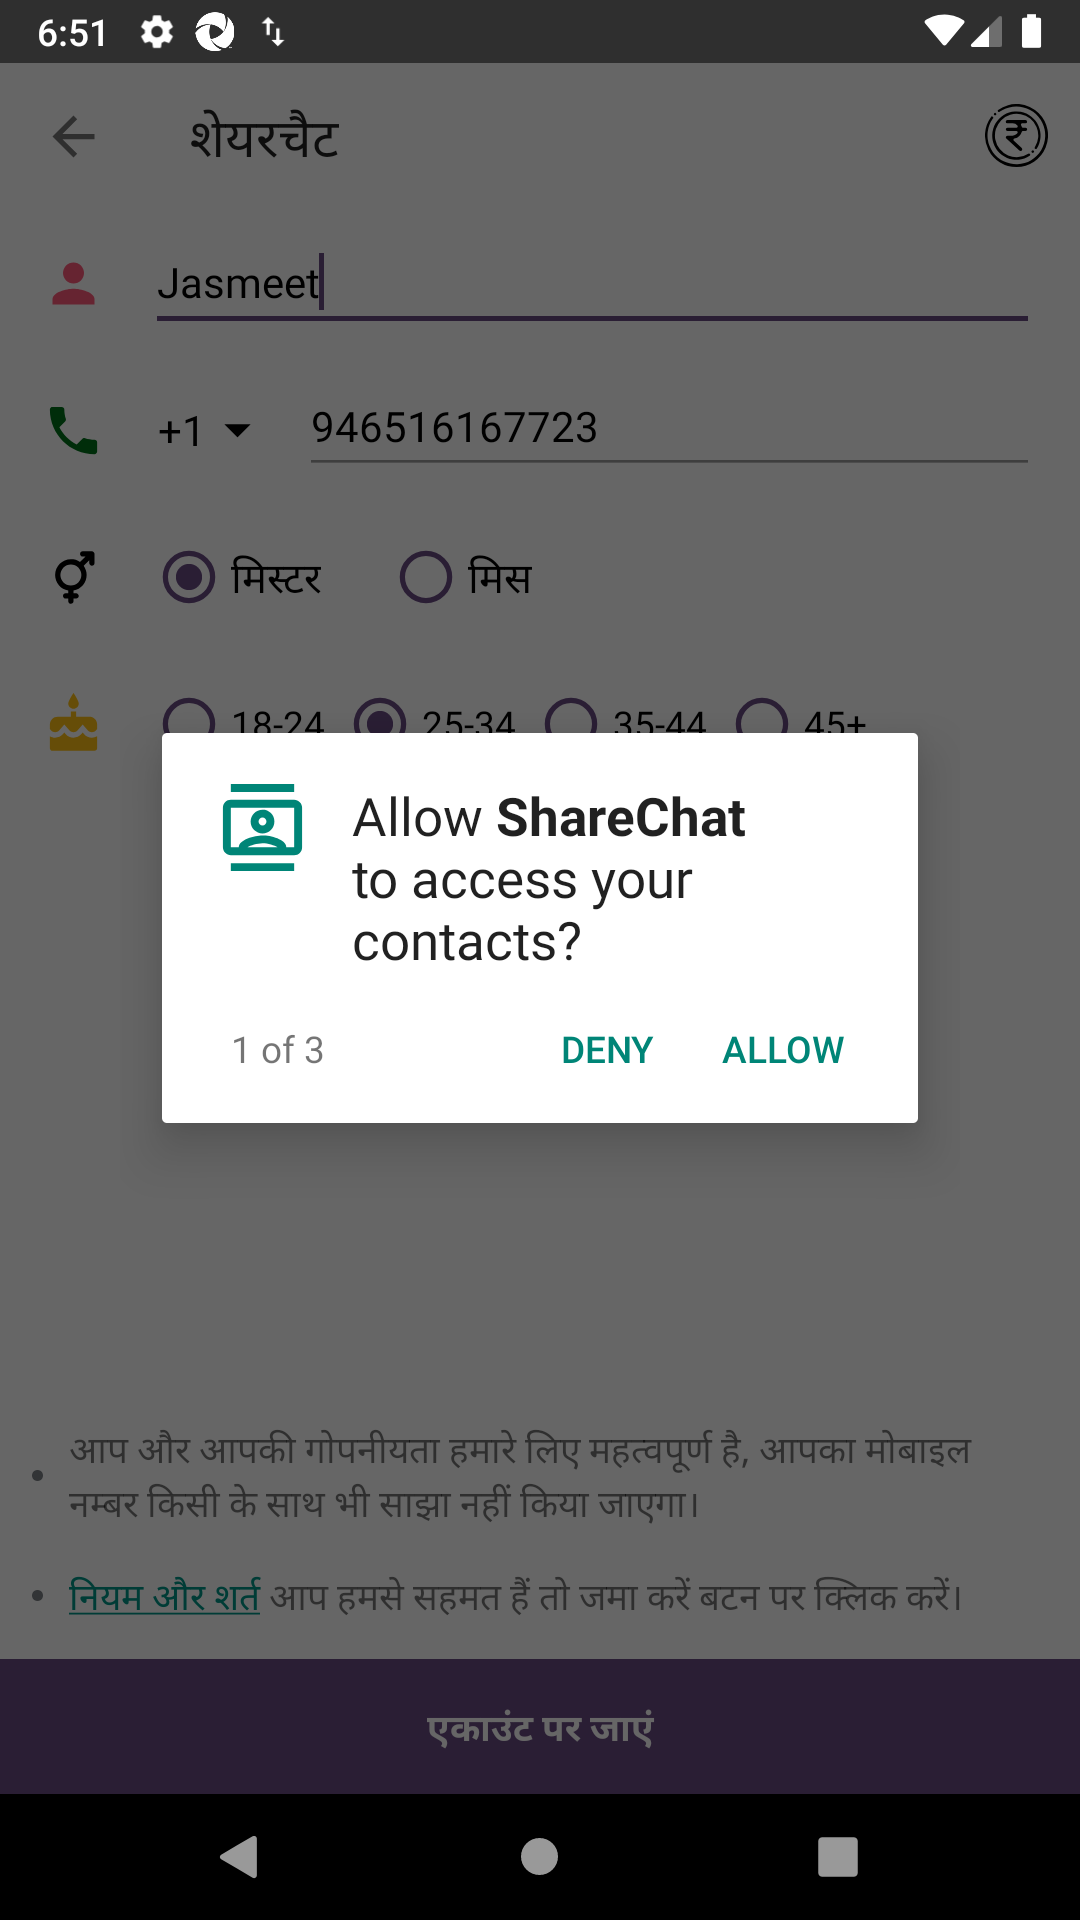 6:51
शेयरचैट
Jasmeet
+1 946516167723
मिस्टर मिस
18-24 25-34 35-44 45+
Allow ShareChat
to access your
contacts?
1 of 3 DENY ALLOW
आप और आपकी गोपनीयता हमारे लिए महत्वपूर्ण है, आपका मोबाइल
नम्बर किसी के साथ भी साझा नहीं किया जाएगा।
नियम और शर्त आप हमसे सहमत हैं तो जमा करें बटन पर क्लिक करें।
एकाउंट पर जाएं